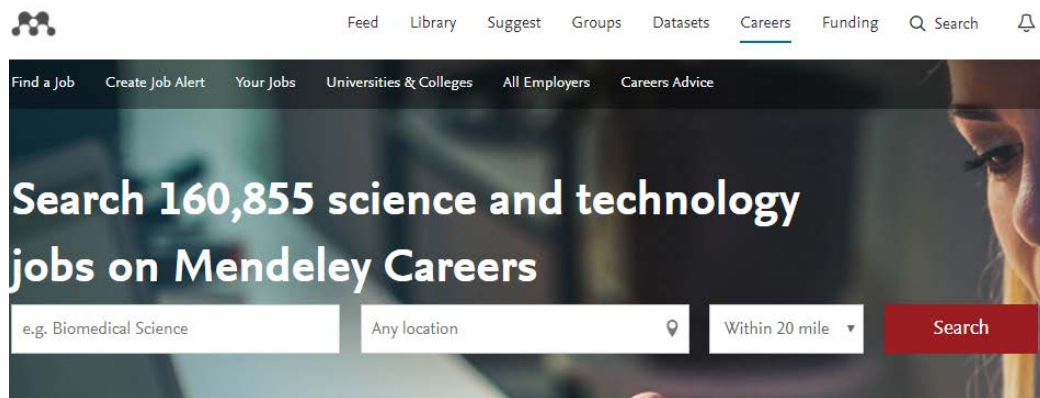 Feed Library Suggest Groups Datasets Careers Funding Search
Find a Job Create Job Alert Your Jobs Universities & Colleges All Employers Careers Advice
Search 160,855 science and technology
jobs on Mendeley Careers
e.g. Biomedical Science Any location Within 20 mile Search